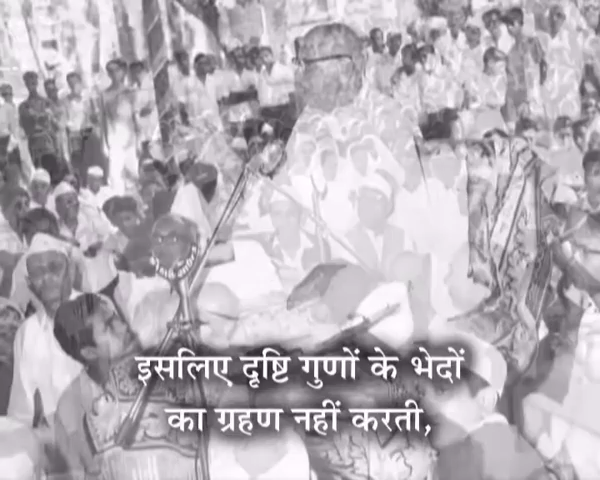 इसलिए दृष्टि गुणों के भेदों
का ग्रहण नहीं करती,